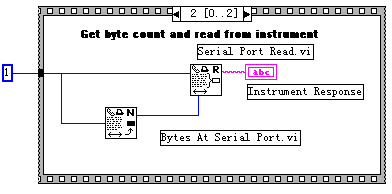 2 [0..2]
Get byte count and read from instrument
Serial Port Read.vi
1
R
abc
Instrument Response
N
Bytes At Serial Port.vi